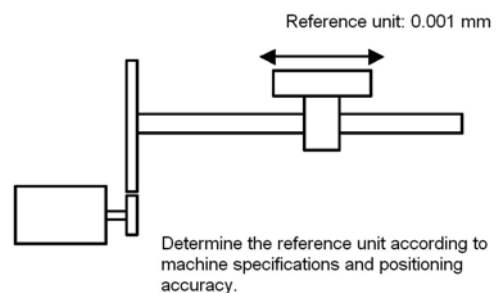 Reference unit: 0.001 mm
Determine the reference unit according to
machine specifications and positioning
accuracy.